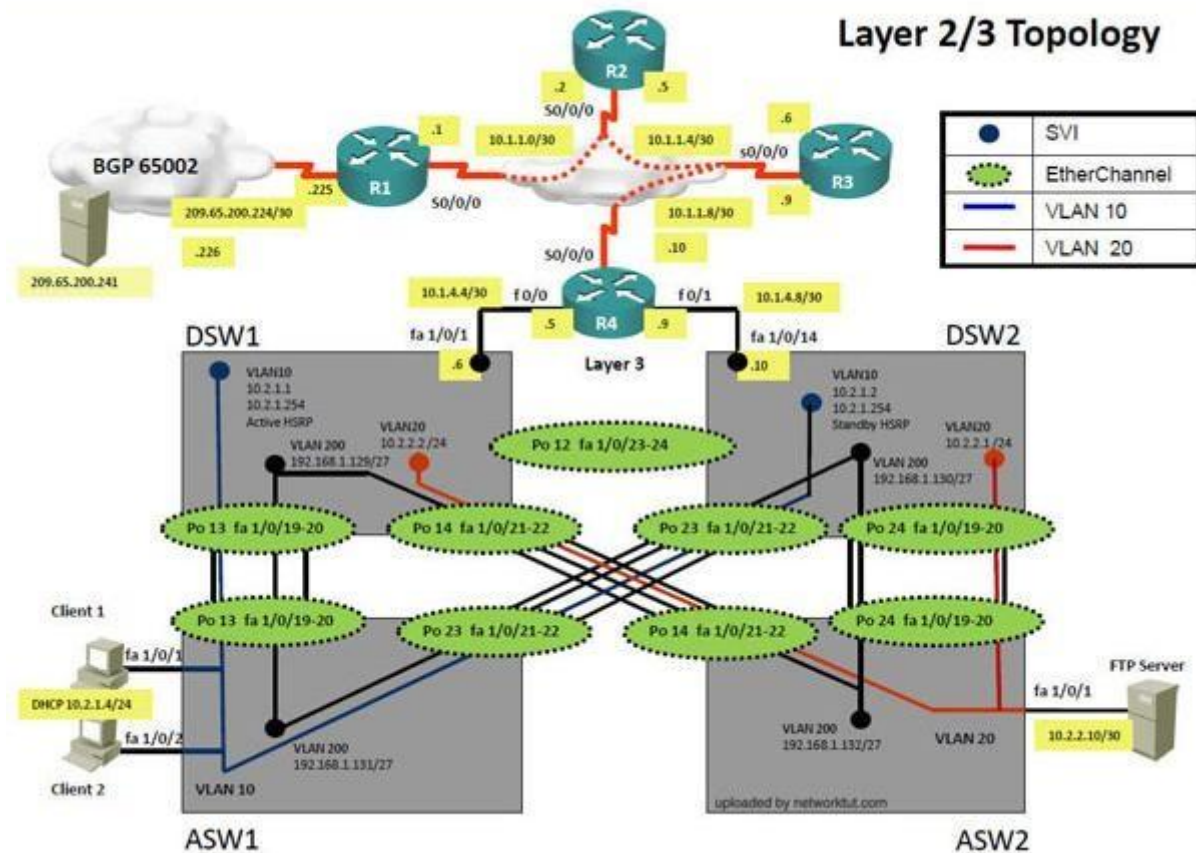 Layer 2/3 Topology
R2
.2
.5
S0/0/0
10.1.1.0/30
10.1.1.4/30
.1
.6
BGP 65002
R1
s0/0/0
R3
.225
S0/0/0
.9
209.65.200.224/30
10.1.1.8/30
.226
.10
209.65.200.241
S0/0/0
SVI
EtherChannel
VLAN 10
VLAN 20
10.1.4.4/30
f 0/0
f 0/1
10.1.4.8/30
.5
R4
.9
DSW1
fa 1/0/1
Layer 3
fa 1/0/14
DSW2
.6
.10
VLAN10
10.2.1.1
10.2.1.254
Active HSRP
VLAN 200
192.168.1.129/27
VLAN20
10.2.2.2 /24
Po 12 fa 1/0/23-24
VLAN10
10.2.1.2
10.2.1.254
Standby HSRP
VLAN20
10.2.2.1 /24
VLAN 200
192.168.1.130/27
Po 13 fa 1/0/19-20
Po 14 fa 1/0/21-22
Po 23 fa 1/0/21-22
Po 24 fa 1/0/19-20
Po 13 fa 1/0/19-20
Po 23 fa 1/0/21-22
Po 14 fa 1/0/21-22
Po 24 fa 1/0/19-20
Client 1
fa 1/0/1
DHCP 10.2.1.4/24
fa 1/0/2
Client 2
VLAN 200
192.168.1.131/27
VLAN 10
VLAN 200
192.168.1.132/27
VLAN 20
FTP Server
fa 1/0/1
10.2.2.10/30
uploaded by networktut.com
ASW1
ASW2